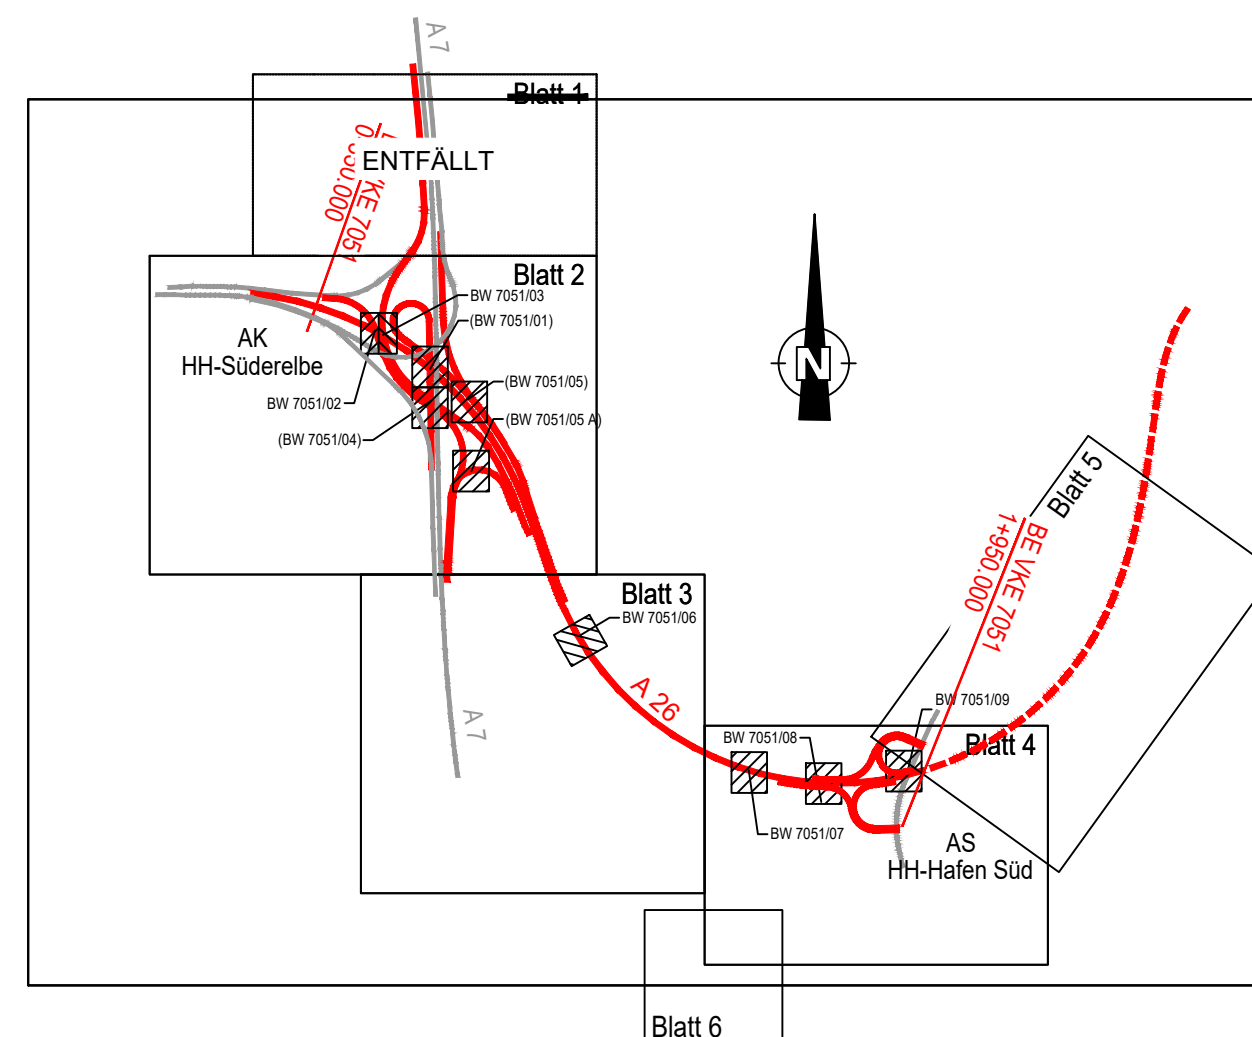 A 7
Blatt 1
ENTFÄLLT
VKE 7051
000
Blatt 2
BW 7051/03
(BW 7051/01)
AK
HH-Süderelbe
(BW 7051/05)
BW 7051/02
(BW 7051/05 A)
(BW 7051/04)
N
Blatt 5
BE VKE 7051
1+950.000
Blatt 3
BW 7051/06
A 26
A 7
BW 7051/09
BW 7051/08
Blatt 4
BW 7051/07
AS
HH-Hafen Süd
Blatt 6